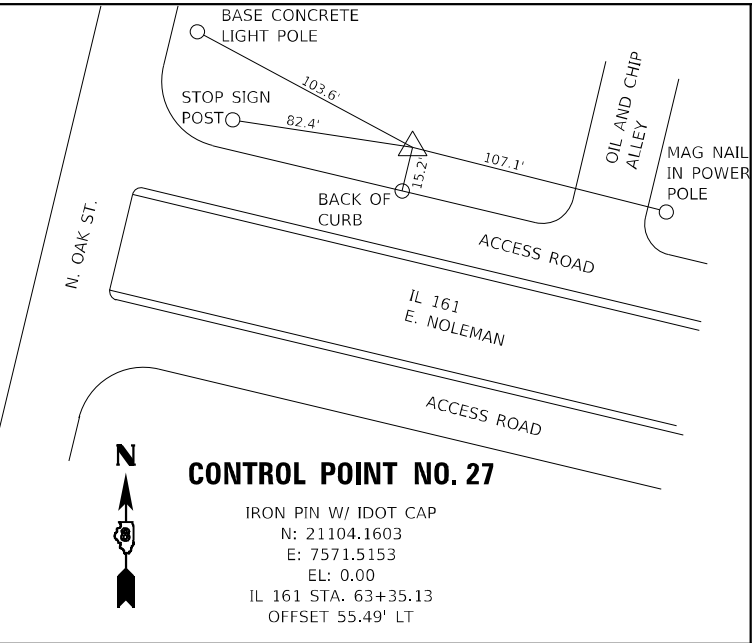 BASE CONCRETE
LIGHT POLE
103.6'
STOP SIGN
POST
82.4'
OIL AND CHIP
ALLEY
107.1'
MAG NAIL
IN POWER
POLE
15.2'
BACK OF
CURB
N. OAK ST.
ACCESS ROAD
IL 161
E. NOLEMAN
ACCESS ROAD
N
8
CONTROL POINT NO. 27
IRON PIN W/ IDOT CAP
N: 21104.1603
E: 7571.5153
EL: 0.00
IL 161 STA. 63+35.13
OFFSET 55.49' LT